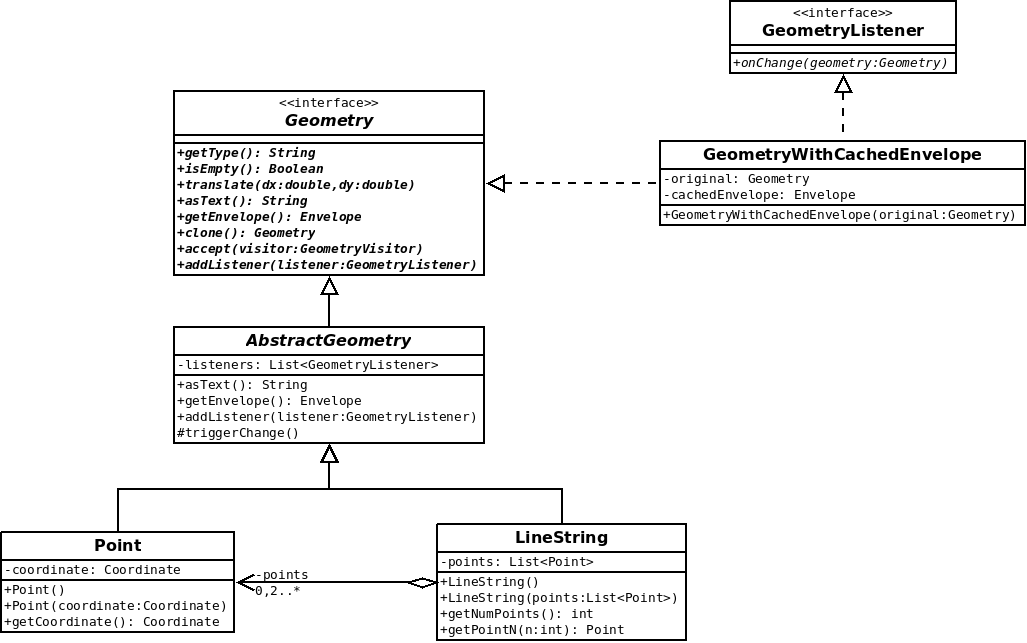 <<interface>>
GeometryListener
+onChange(geometry:Geometry)
<<interface>>
Geometry
+getType(): String
+isEmpty(): Boolean
+translate(dx:double,dy:double)
+asText(): String
+getEnvelope(): Envelope
+clone(): Geometry
+accept(visitor:GeometryVisitor)
+addListener(listener:GeometryListener)
GeometryWithCachedEnvelope
-original: Geometry
-cachedEnvelope: Envelope
+GeometryWithCachedEnvelope(original:Geometry)
AbstractGeometry
-listeners: List<GeometryListener>
+asText(): String
+getEnvelope(): Envelope
+addListener(listener:GeometryListener)
#triggerChange()
Point
-coordinate: Coordinate
+Point()
+Point(coordinate:Coordinate)
+getCoordinate(): Coordinate
-points
0,2..*
LineString
-points: List<Point>
+LineString()
+LineString(points:List<Point>)
+getNumPoints(): int
+getPointN(n:int): Point